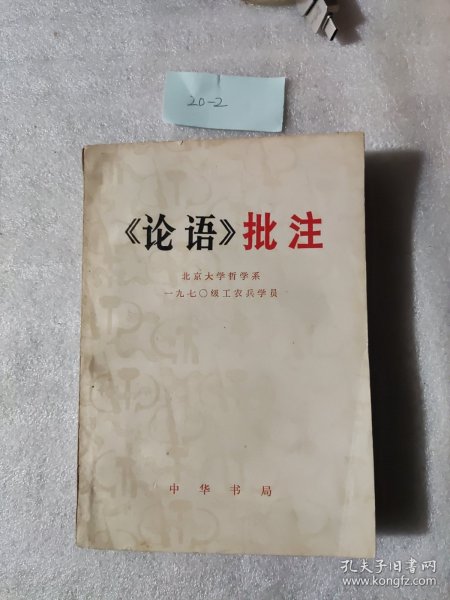 20-2
《论语》批注
北京大学哲学系
一九七〇级工农兵学员
中华书局
孔夫子旧书网
www.kongfz.com